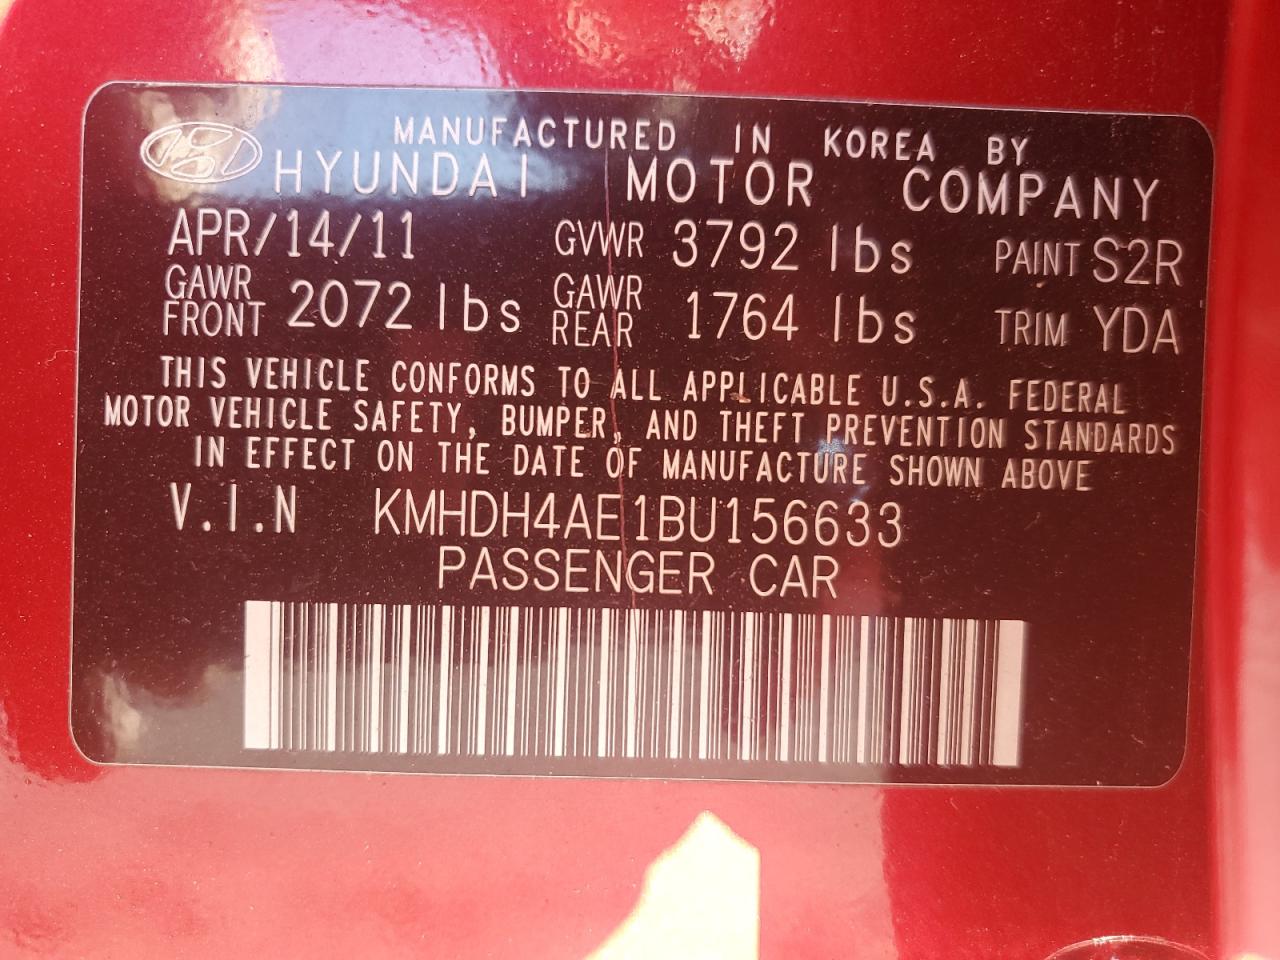 MANUFACTURED IN KOREA BY
HYUNDAI MOTOR COMPANY
APR/14/11 GVWR 3792 lbs PAINT S2R
GAWR FRONT 2072 lbs GAWR REAR 1764 lbs TRIM YDA
THIS VEHICLE CONFORMS TO ALL APPLICABLE U.S.A. FEDERAL
MOTOR VEHICLE SAFETY, BUMPER, AND THEFT PREVENTION STANDARDS
IN EFFECT ON THE DATE OF MANUFACTURE SHOWN ABOVE
V.I.N KMHDH4AE1BU156633
PASSENGER CAR